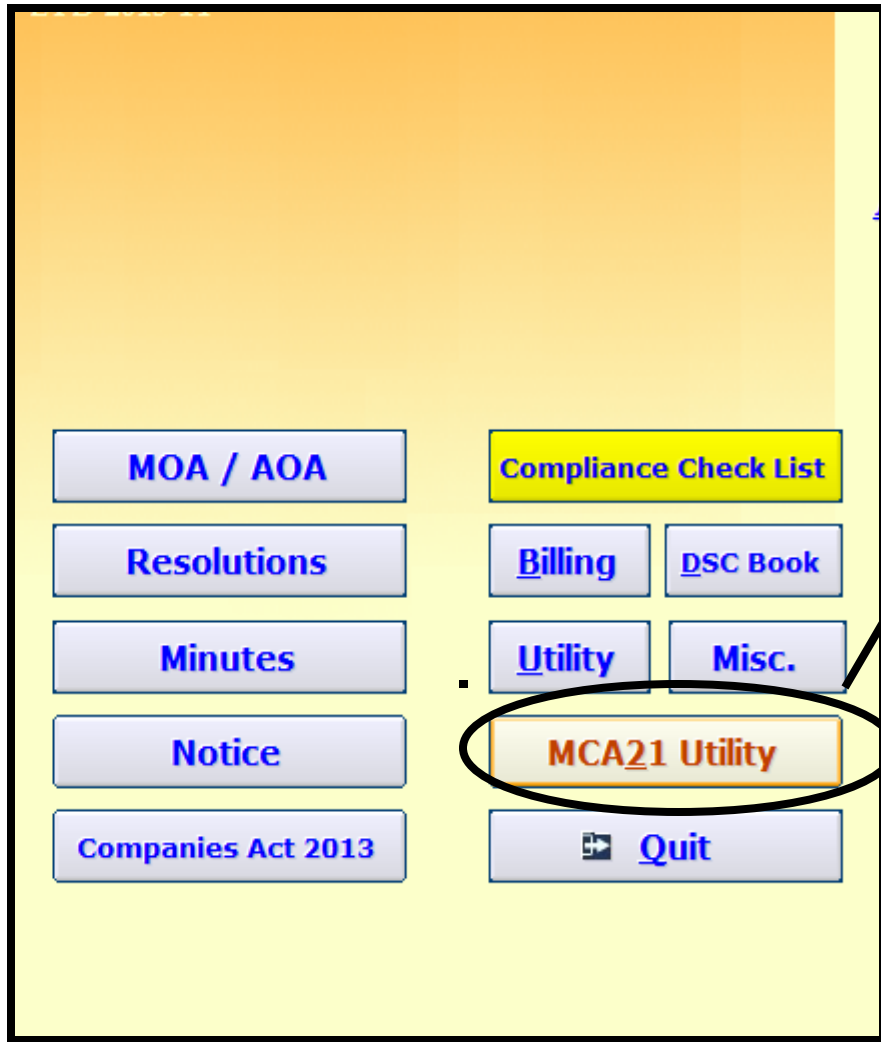 MOA / AOA
Compliance Check List
Resolutions
Billing
DSC Book
Minutes
Utility
Misc.
Notice
MCA21 Utility
Companies Act 2013
Quit